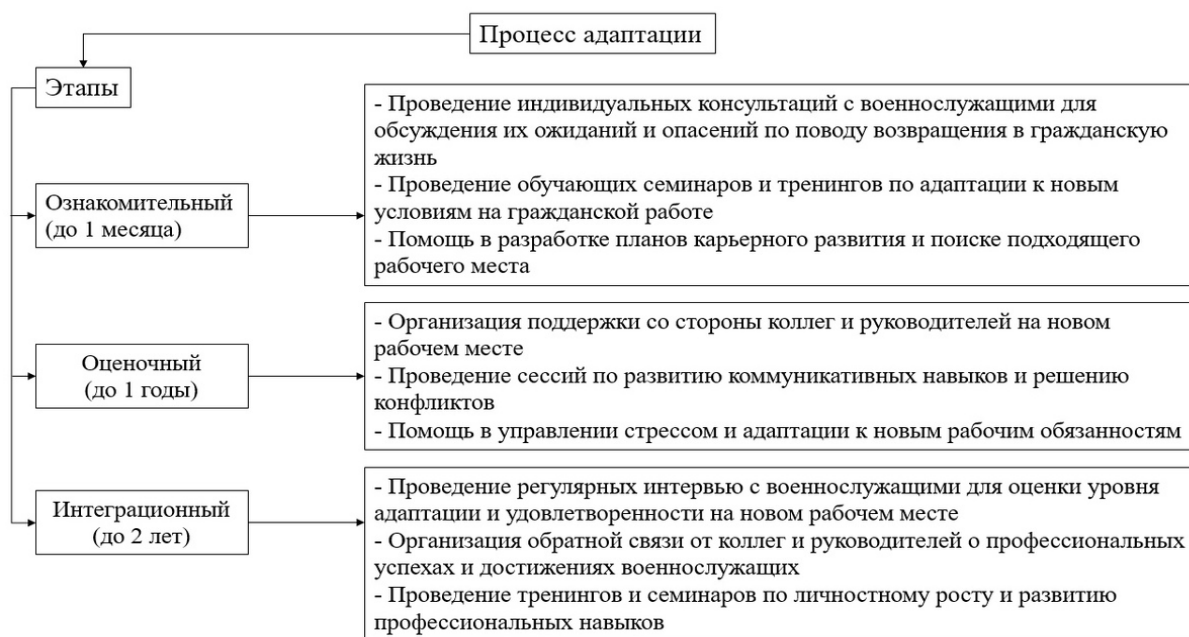 Процесс адаптации
Этапы
Ознакомительный
(до 1 месяца)
- Проведение индивидуальных консультаций с военнослужащими для
обсуждения их ожиданий и опасений по поводу возвращения в гражданскую
жизнь
- Проведение обучающих семинаров и тренингов по адаптации к новым
условиям на гражданской работе
- Помощь в разработке планов карьерного развития и поиске подходящего
рабочего места
Оценочный
(до 1 годы)
- Организация поддержки со стороны коллег и руководителей на новом
рабочем месте
- Проведение сессий по развитию коммуникативных навыков и решению
конфликтов
- Помощь в управлении стрессом и адаптации к новым рабочим обязанностям
Интеграционный
(до 2 лет)
- Проведение регулярных интервью с военнослужащими для оценки уровня
адаптации и удовлетворенности на новом рабочем месте
- Организация обратной связи от коллег и руководителей о профессиональных
успехах и достижениях военнослужащих
- Проведение тренингов и семинаров по личностному росту и развитию
профессиональных навыков